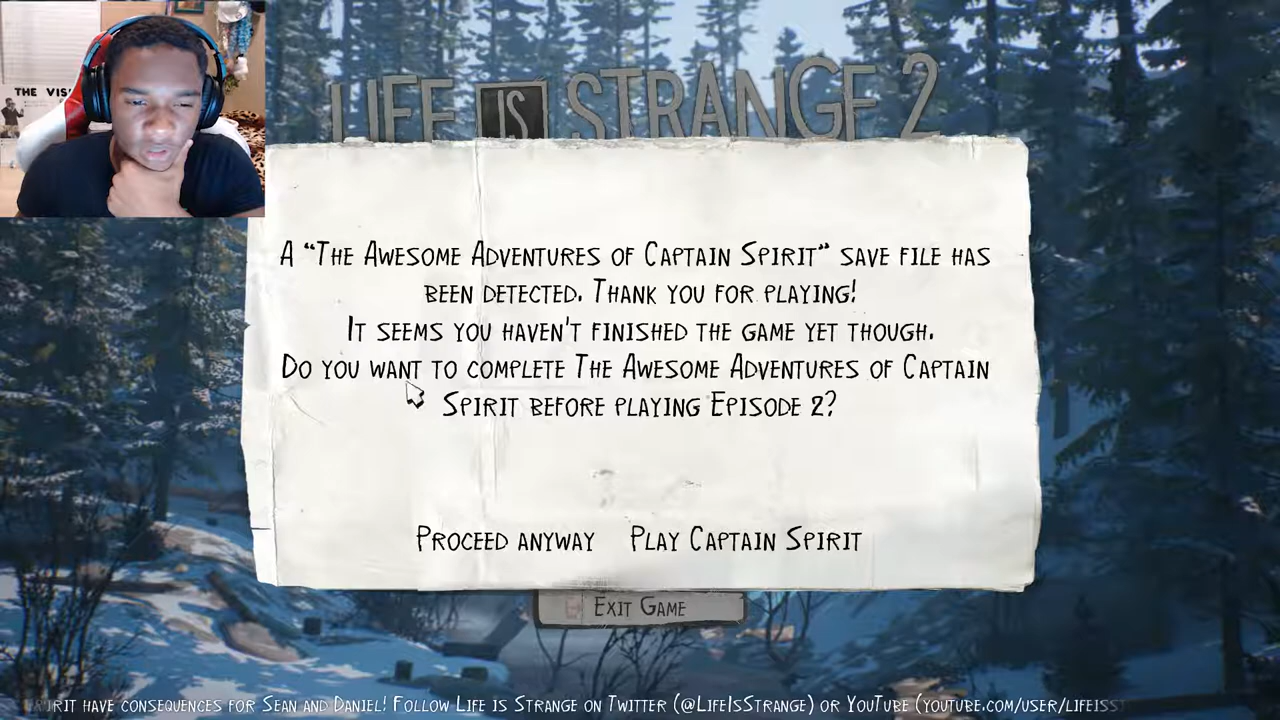 THE VIS
LIFE IS STRANGE 2
A “THE AWESOME ADVENTURES OF CAPTAIN SPIRIT” SAVE FILE HAS
BEEN DETECTED. THANK YOU FOR PLAYING!
IT SEEMS YOU HAVEN'T FINISHED THE GAME YET THOUGH.
DO YOU WANT TO COMPLETE THE AWESOME ADVENTURES OF CAPTAIN
SPIRIT BEFORE PLAYING EPISODE 2?
PROCEED ANYWAY PLAY CAPTAIN SPIRIT
EXIT GAME
HAVE CONSEQUENCES FOR SEAN AND DANIEL! FOLLOW LIFE IS STRANGE ON TWITTER (@LIFEISSTRANGE) OR YOUTUBE (YOUTUBE.COM/USER/LIFEISS